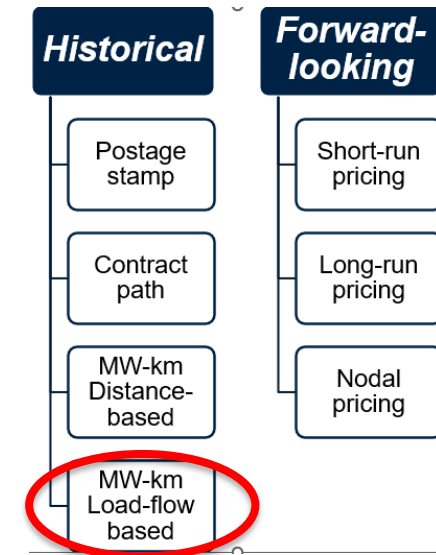 Historical
Postage
stamp
Contract
path
MW-km
Distance-
based
MW-km
Load-flow
based
Forward-
looking
Short-run
pricing
Long-run
pricing
Nodal
pricing